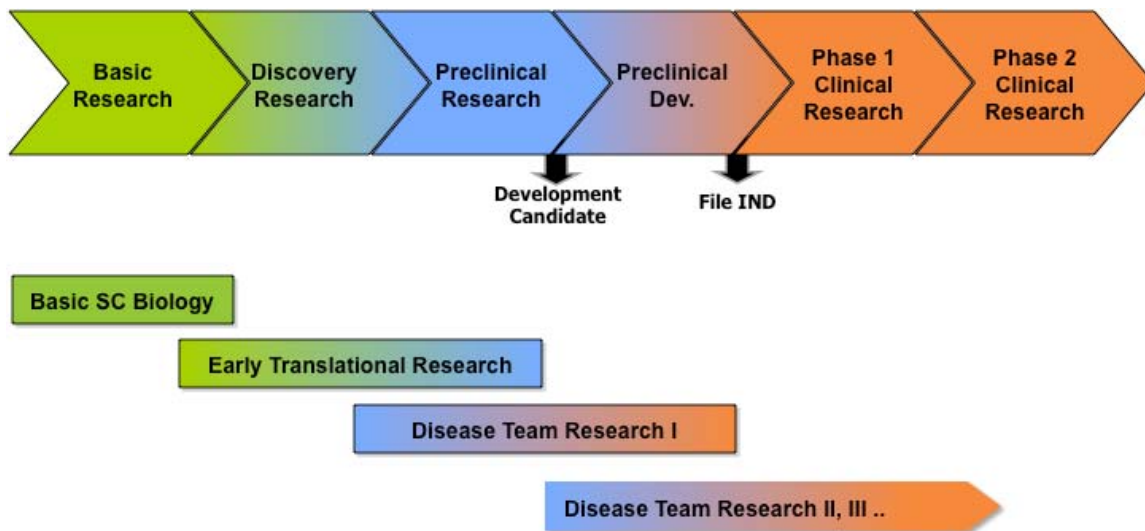 Basic
Research
Discovery
Research
Preclinical
Research
Preclinical
Dev.
Phase 1
Clinical
Research
Phase 2
Clinical
Research
Development
Candidate
File IND
Basic SC Biology
Early Translational Research
Disease Team Research I
Disease Team Research II, III ..